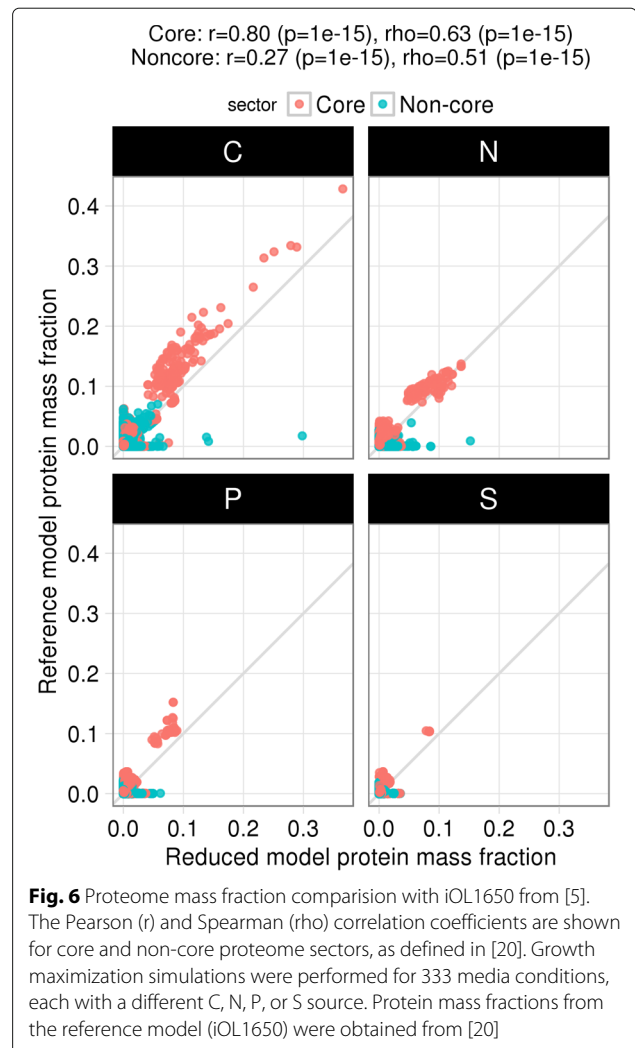 Core: r=0.80 (p=1e-15), rho=0.63 (p=1e-15)
Noncore: r=0.27 (p=1e-15), rho=0.51 (p=1e-15)
sector Core Non-core
C N
0.4
0.3
0.2
0.1
0.0
P S
0.4
0.3
0.2
0.1
0.0
Reference model protein mass fraction
0.0 0.1 0.2 0.3 0.0 0.1 0.2 0.3
Reduced model protein mass fraction
Fig. 6 Proteome mass fraction comparision with iOL1650 from [5].
The Pearson (r) and Spearman (rho) correlation coefficients are shown
for core and non-core proteome sectors, as defined in [20]. Growth
maximization simulations were performed for 333 media conditions,
each with a different C, N, P, or S source. Protein mass fractions from
the reference model (iOL1650) were obtained from [20]